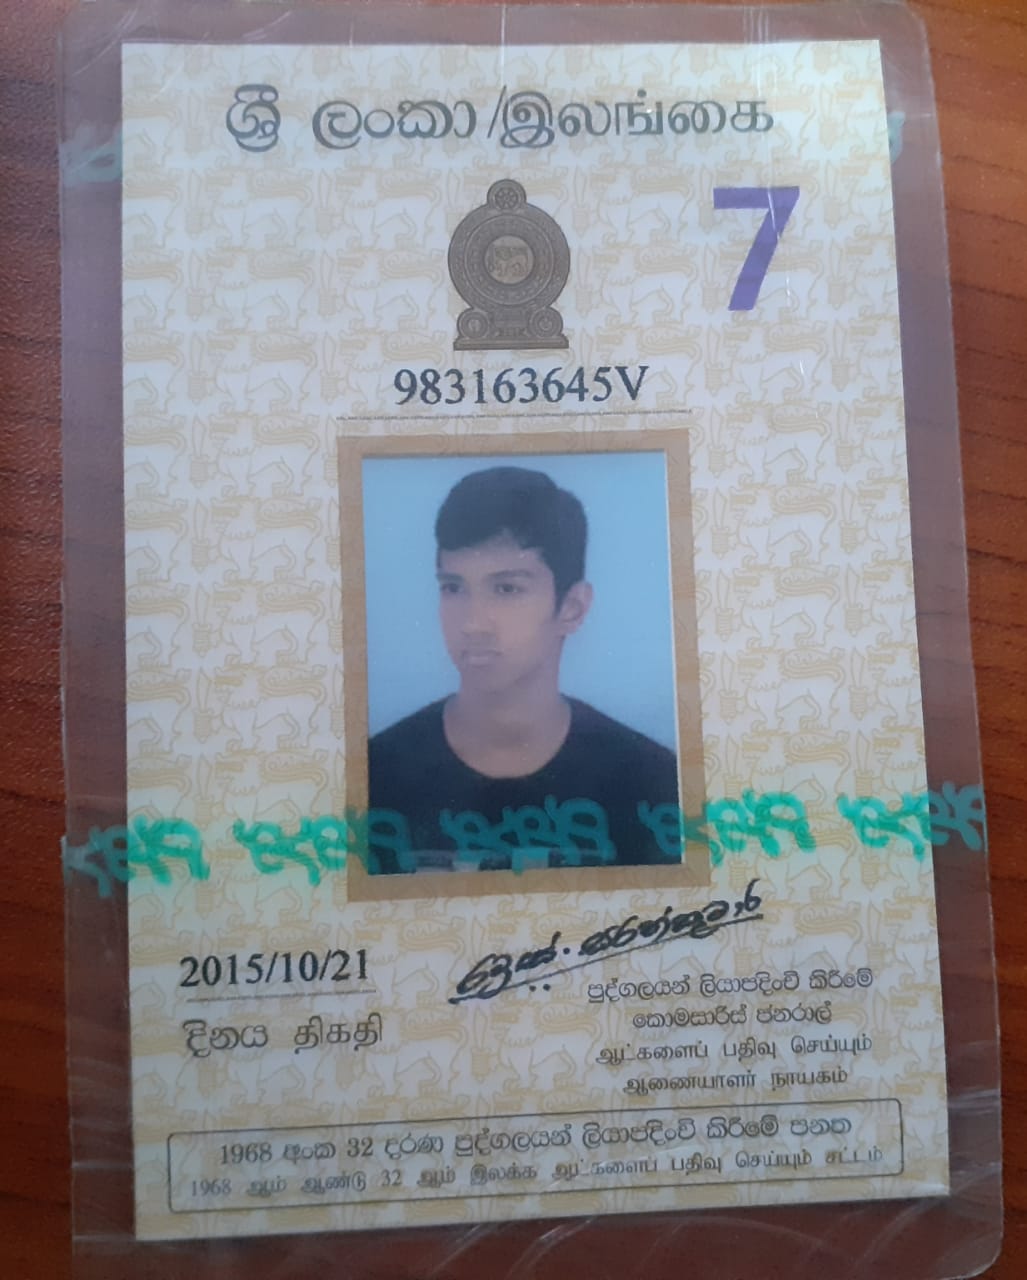 ශ්‍රී ලංකා/இலங்கை
7
983163645V
2015/10/21
දිනය திகதி
පුද්ගලයන් ලියාපදිංචි කිරීමේ
කොමසාරිස් ජනරාල්
ஆட்களைப் பதிவு செய்யும்
ஆணையாளர் நாயகம்
1968 අංක 32 දරණ පුද්ගලයන් ලියාපදිංචි කිරීමේ පනත
1968 ஆம் ஆண்டு 32 ஆம் இலக்க ஆட்களைப் பதிவு செய்யும் சட்டம்